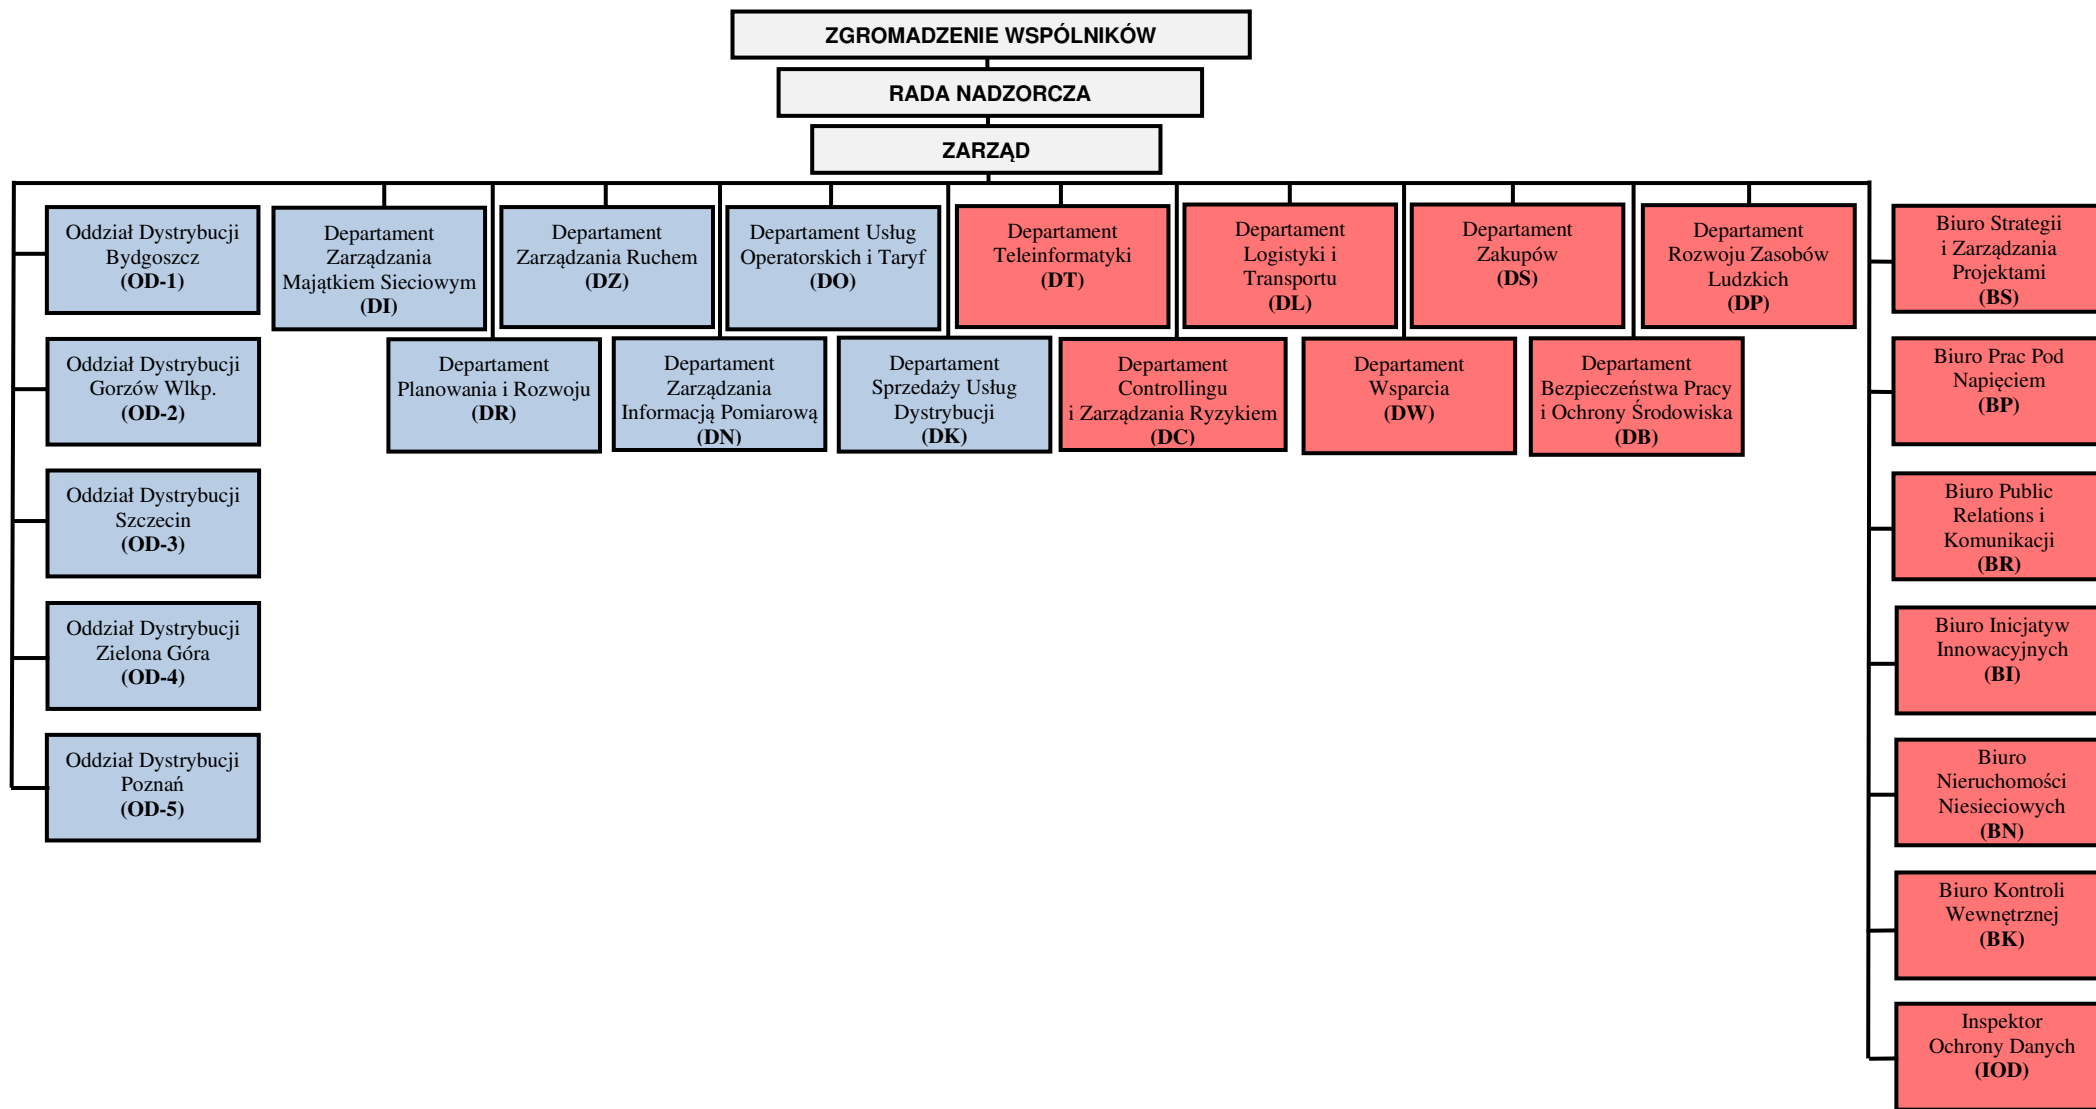 ZGROMADZENIE WSPÓLNIKÓW
RADA NADZORCZA
ZARZĄD
Oddział Dystrybucji
Bydgoszcz
(OD-1)
Oddział Dystrybucji
Gorzów Wlkp.
(OD-2)
Oddział Dystrybucji
Szczecin
(OD-3)
Oddział Dystrybucji
Zielona Góra
(OD-4)
Oddział Dystrybucji
Poznań
(OD-5)
Departament
Zarządzania
Majątkiem Sieciowym
(DI)
Departament
Zarządzania Ruchem
(DZ)
Departament Usług
Operatorskich i Taryf
(DO)
Departament
Teleinformatyki
(DT)
Departament
Logistyki i
Transportu
(DL)
Departament
Zakupów
(DS)
Departament
Rozwoju Zasobów
Ludzkich
(DP)
Departament
Planowania i Rozwoju
(DR)
Departament
Zarządzania
Informacją Pomiarową
(DN)
Departament
Sprzedaży Usług
Dystrybucji
(DK)
Departament
Controllingu
i Zarządzania Ryzykiem
(DC)
Departament
Wsparcia
(DW)
Departament
Bezpieczeństwa Pracy
i Ochrony Środowiska
(DB)
Biuro Strategii
i Zarządzania
Projektami
(BS)
Biuro Prac Pod
Napięciem
(BP)
Biuro Public
Relations i
Komunikacji
(BR)
Biuro Inicjatyw
Innowacyjnych
(BI)
Biuro
Nieruchomości
Niesieciowych
(BN)
Biuro Kontroli
Wewnętrznej
(BK)
Inspektor
Ochrony Danych
(IOD)